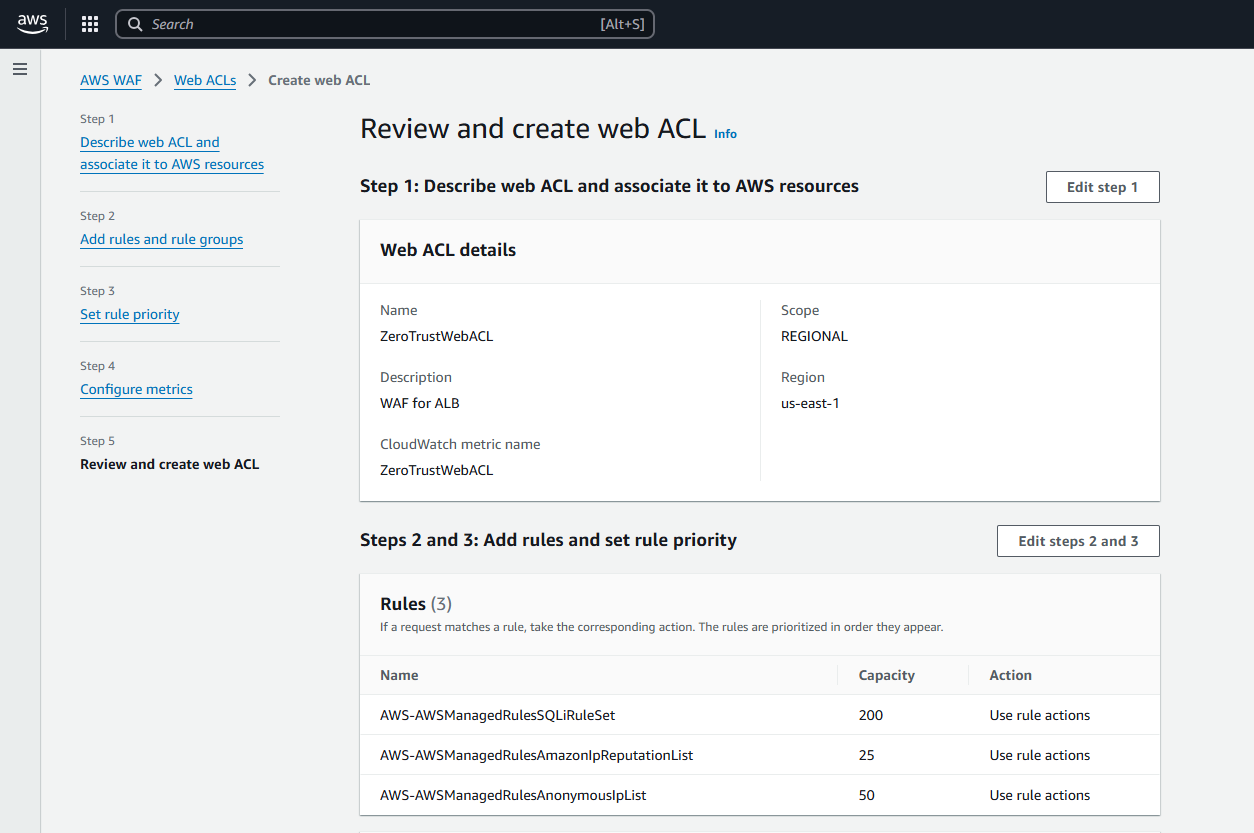 aws
Search [Alt+S]
AWS WAF > Web ACLs > Create web ACL
Step 1
Describe web ACL and
associate it to AWS resources
Step 2
Add rules and rule groups
Step 3
Set rule priority
Step 4
Configure metrics
Step 5
Review and create web ACL
Review and create web ACL Info
Step 1: Describe web ACL and associate it to AWS resources
Edit step 1
Web ACL details
Name
ZeroTrustWebACL
Description
WAF for ALB
CloudWatch metric name
ZeroTrustWebACL
Scope
REGIONAL
Region
us-east-1
Steps 2 and 3: Add rules and set rule priority
Edit steps 2 and 3
Rules (3)
If a request matches a rule, take the corresponding action. The rules are prioritized in order they appear.
Name Capacity Action
AWS-AWSManagedRulesSQLiRuleSet 200 Use rule actions
AWS-AWSManagedRulesAmazonIpReputationList 25 Use rule actions
AWS-AWSManagedRulesAnonymousIpList 50 Use rule actions